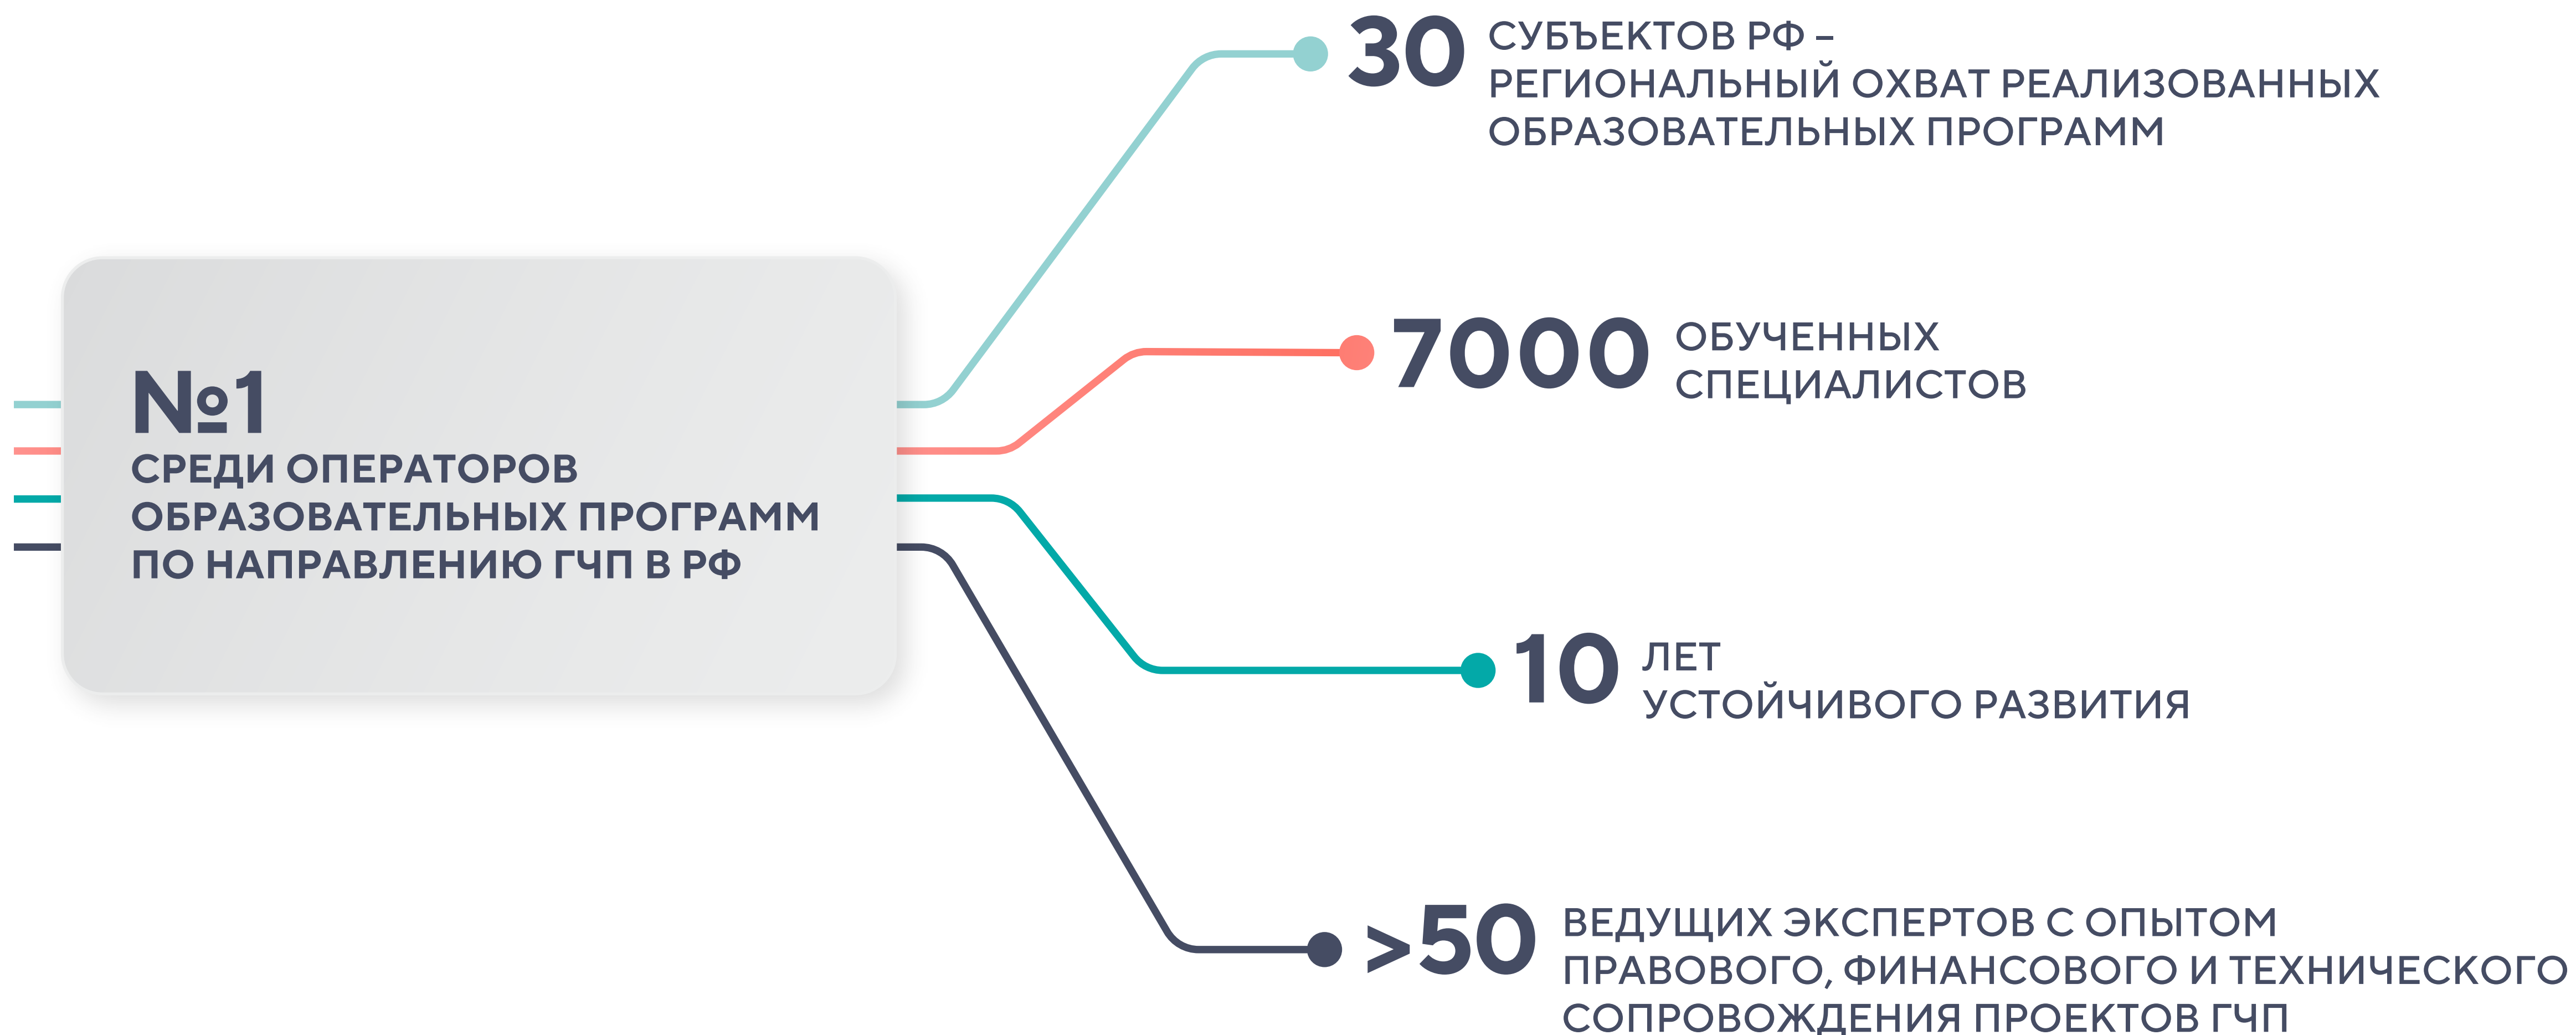 №1
СРЕДИ ОПЕРАТОРОВ
ОБРАЗОВАТЕЛЬНЫХ ПРОГРАММ
ПО НАПРАВЛЕНИЮ ГЧП В РФ
30 СУБЪЕКТОВ РФ –
РЕГИОНАЛЬНЫЙ ОХВАТ РЕАЛИЗОВАННЫХ
ОБРАЗОВАТЕЛЬНЫХ ПРОГРАММ
7000 ОБУЧЕННЫХ
СПЕЦИАЛИСТОВ
10 ЛЕТ
УСТОЙЧИВОГО РАЗВИТИЯ
>50 ВЕДУЩИХ ЭКСПЕРТОВ С ОПЫТОМ
ПРАВОВОГО, ФИНАНСОВОГО И ТЕХНИЧЕСКОГО
СОПРОВОЖДЕНИЯ ПРОЕКТОВ ГЧП